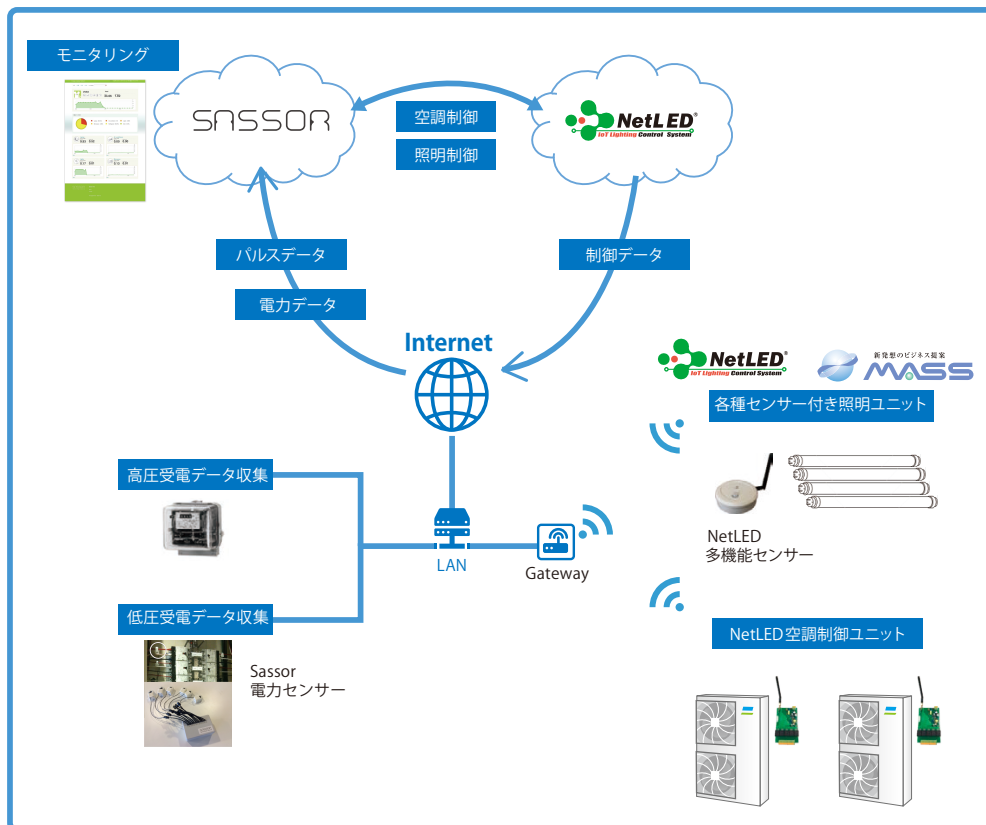 モニタリング
SASSOR
空調制御
照明制御
NetLED®
IoT Lighting Control System
パルスデータ
電力データ
制御データ
Internet
NetLED®
IoT Lighting Control System
新発想のビジネス提案
MASS
各種センサー付き照明ユニット
高圧受電データ収集
NetLED
多機能センサー
LAN
Gateway
低圧受電データ収集
Sassor
電力センサー
NetLED空調制御ユニット